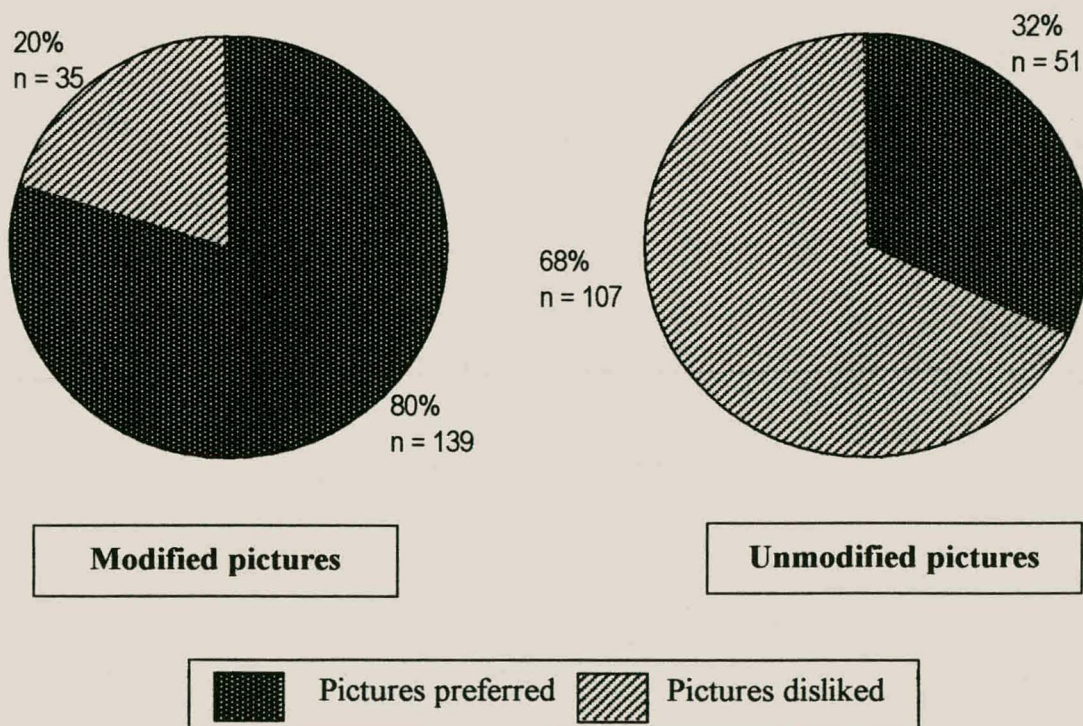 20%
n = 35
80%
n = 139
32%
n = 51
68%
n = 107
Modified pictures
Unmodified pictures
Pictures preferred
Pictures disliked